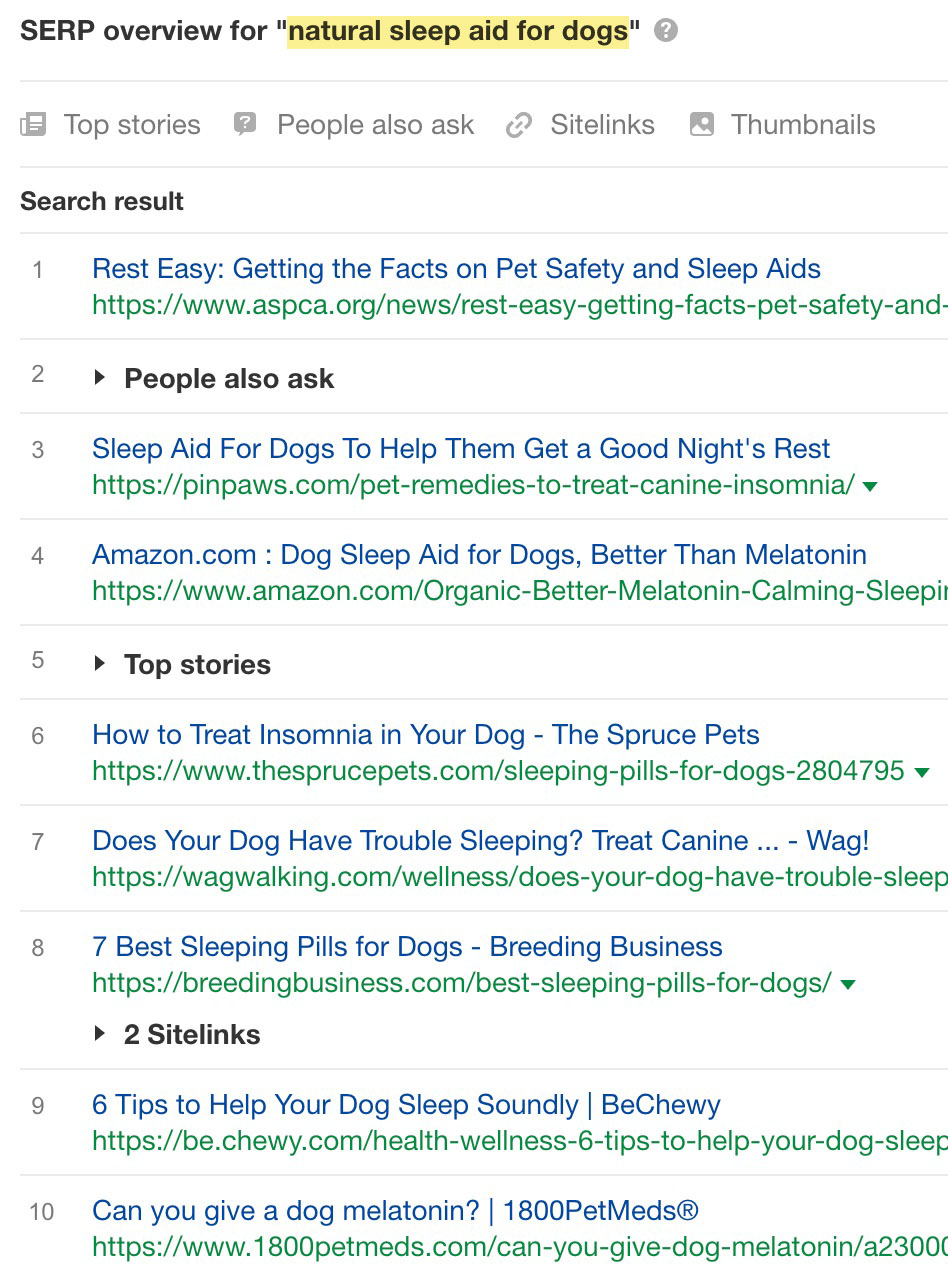 SERP overview for "natural sleep aid for dogs" ?
Top stories ? People also ask Sitelinks Thumbnails
Search result
1 Rest Easy: Getting the Facts on Pet Safety and Sleep Aids
https://www.aspca.org/news/rest-easy-getting-facts-pet-safety-and-
2 People also ask
3 Sleep Aid For Dogs To Help Them Get a Good Night's Rest
https://pinpaws.com/pet-remedies-to-treat-canine-insomnia/
4 Amazon.com : Dog Sleep Aid for Dogs, Better Than Melatonin
https://www.amazon.com/Organic-Better-Melatonin-Calming-Sleepin
5 Top stories
6 How to Treat Insomnia in Your Dog - The Spruce Pets
https://www.thesprucepets.com/sleeping-pills-for-dogs-2804795
7 Does Your Dog Have Trouble Sleeping? Treat Canine ... - Wag!
https://wagwalking.com/wellness/does-your-dog-have-trouble-sleep
8 7 Best Sleeping Pills for Dogs - Breeding Business
https://breedingbusiness.com/best-sleeping-pills-for-dogs/
2 Sitelinks
9 6 Tips to Help Your Dog Sleep Soundly | BeChewy
https://be.chewy.com/health-wellness-6-tips-to-help-your-dog-sleep
10 Can you give a dog melatonin? | 1800PetMeds®
https://www.1800petmeds.com/can-you-give-dog-melatonin/a23000